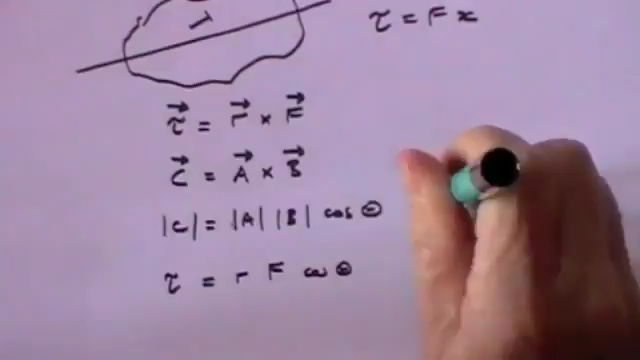 I
τ = F x
τ⃗ = r⃗ × F⃗
C⃗ = A⃗ × B⃗
|C| = |A| |B| cos Θ
τ = r F cos Θ